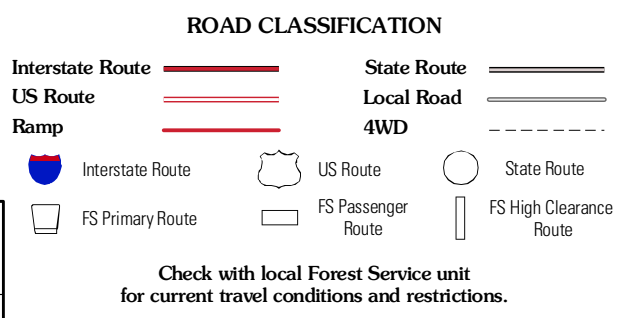 ROAD CLASSIFICATION
Interstate Route
State Route
US Route
Local Road
Ramp
4WD
Interstate Route
US Route
State Route
FS Primary Route
FS Passenger
Route
FS High Clearance
Route
Check with local Forest Service unit
for current travel conditions and restrictions.